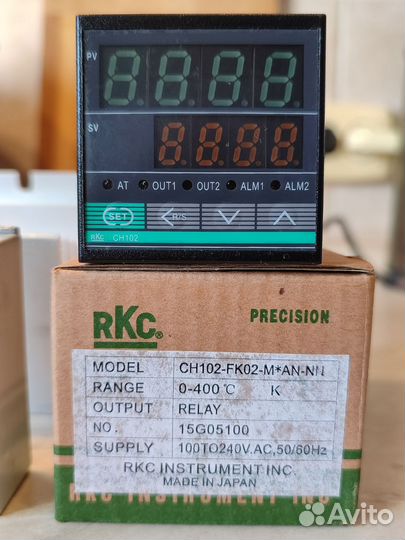 PV
8888
SV
8888
AT OUT1 OUT2 ALM1 ALM2
SET <R/S
RKC CH102
RKC PRECISION
MODEL CH102-FK02-M*AN-NN
RANGE 0-400℃ K
OUTPUT RELAY
NO. 15G05100
SUPPLY 100TO240V.AC,50/60Hz
RKC INSTRUMENT INC.
MADE IN JAPAN
RKC INSTRUMENT INC
Avito